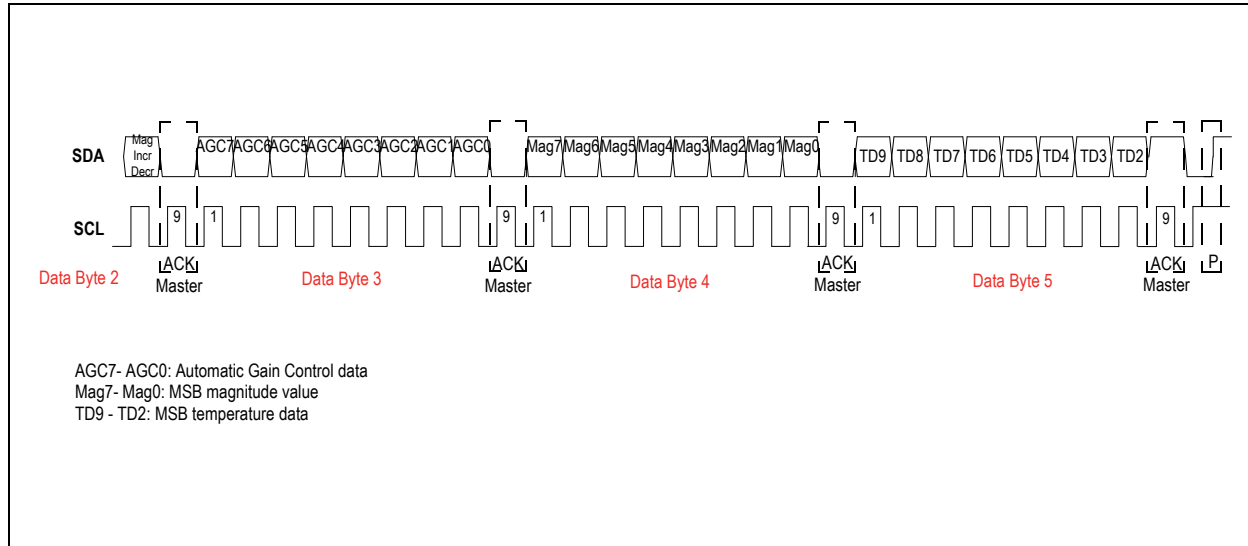 SDA
Mag
Incr
Decr
AGC7 AGC6 AGC5 AGC4 AGC3 AGC2 AGC1 AGC0
Mag7 Mag6 Mag5 Mag4 Mag3 Mag2 Mag1 Mag0
TD9 TD8 TD7 TD6 TD5 TD4 TD3 TD2
SCL
9 1 9 1 9 1 9
Data Byte 2
ACK
Master
Data Byte 3
ACK
Master
Data Byte 4
ACK
Master
Data Byte 5
ACK
Master
P
AGC7- AGC0: Automatic Gain Control data
Mag7- Mag0: MSB magnitude value
TD9 - TD2: MSB temperature data